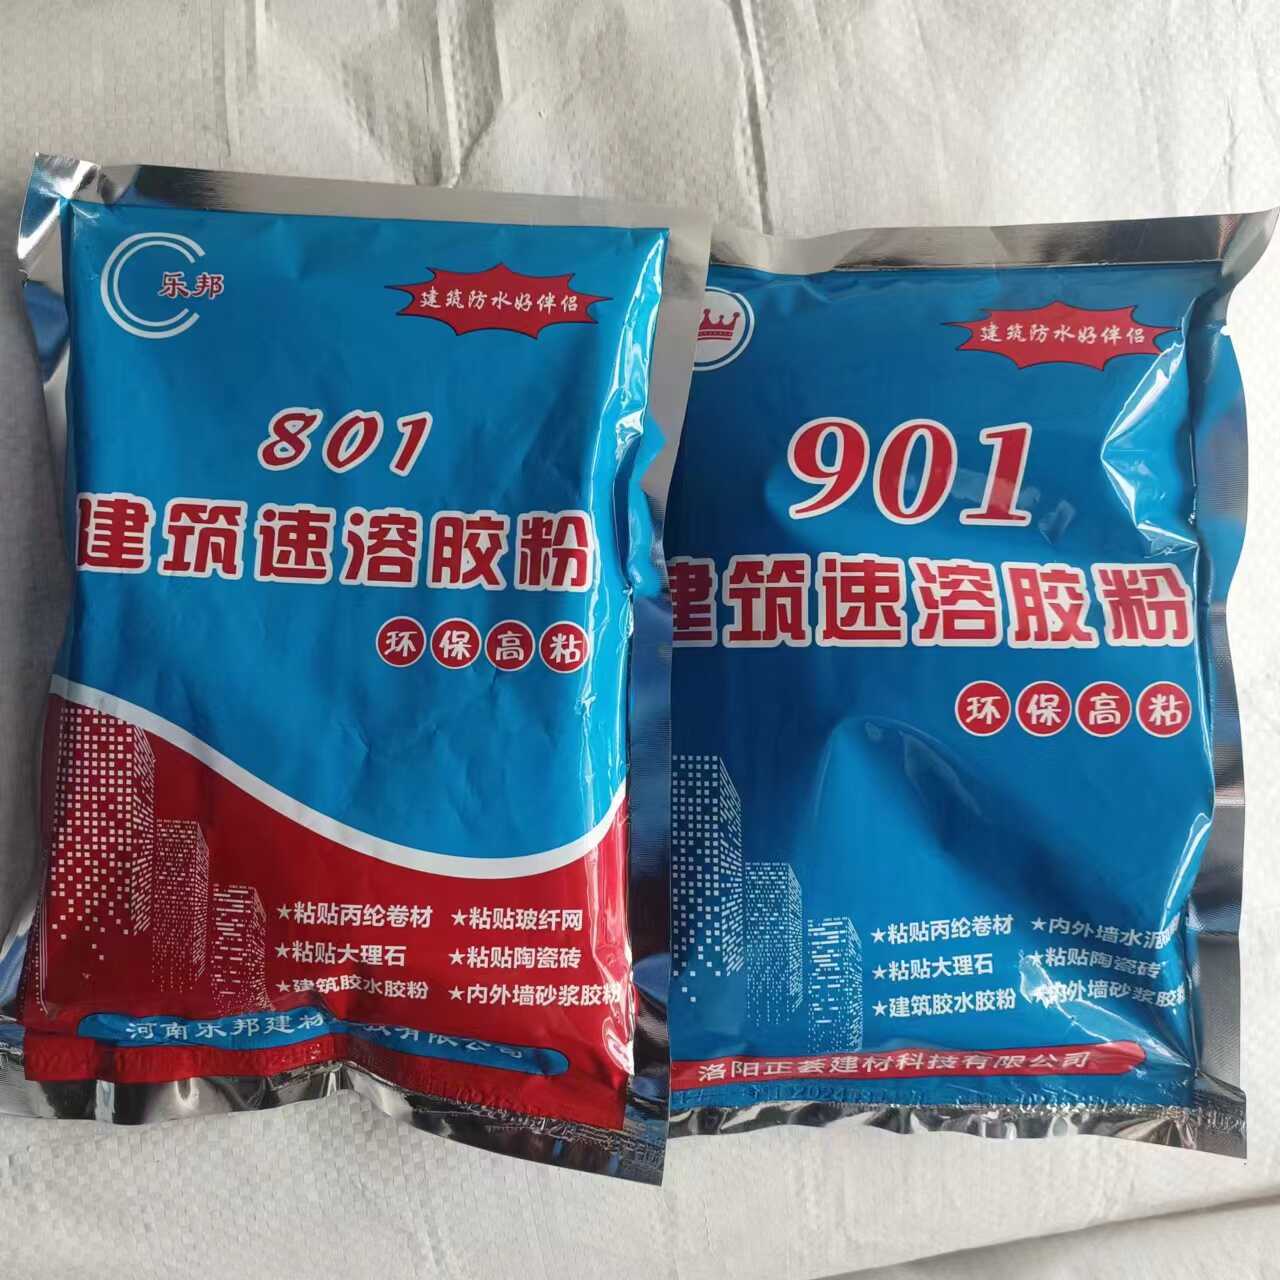 乐邦
建筑防水好伴侣
801
建筑速溶胶粉
环保高粘
★粘贴丙纶卷材 ★粘贴玻纤网
★粘贴大理石 ★粘贴陶瓷砖
★建筑胶水胶粉 ★内外墙砂浆胶粉
河南乐邦建材
有限公司
建筑防水好伴侣
901
建筑速溶胶粉
环保高粘
★粘贴丙纶卷材 ★内外墙水泥
★粘贴大理石 ★粘贴陶瓷砖
★建筑胶水胶粉 ★内外墙砂浆胶粉
洛阳正荟建材科技有限公司